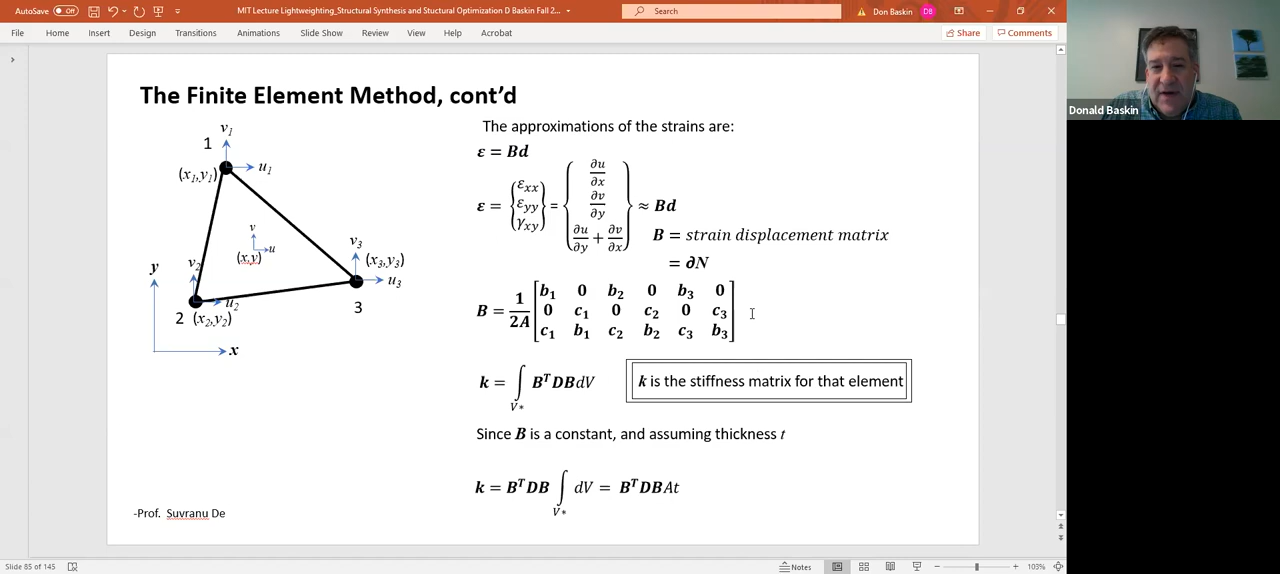 AutoSave Off
MIT Lecture Lightweighting_Structural Synthesis and Stuctural Optimization D Baskin Fall 2...
Search
Don Baskin DB
File Home Insert Design Transitions Animations Slide Show Review View Help Acrobat
Share Comments
The Finite Element Method, cont’d
v1
1
u1
(x1,y1)
v
u
(x,y)
v3
(x3,y3)
u3
3
y
v2
u2
2 (x2,y2)
x
The approximations of the strains are:
ε = Bd
ε = {εxx εyy γxy} = {∂u/∂x ∂v/∂y ∂u/∂y + ∂v/∂x} ≈ Bd
B = strain displacement matrix
= ∂N
B = 1/2A [b1 0 b2 0 b3 0
0 c1 0 c2 0 c3
c1 b1 c2 b2 c3 b3]
k = ∫V* BᵀDBdV
k is the stiffness matrix for that element
Since B is a constant, and assuming thickness t
k = BᵀDB ∫V* dV = BᵀDBAt
-Prof. Suvranu De
Donald Baskin
Slide 85 of 145
Notes
103%